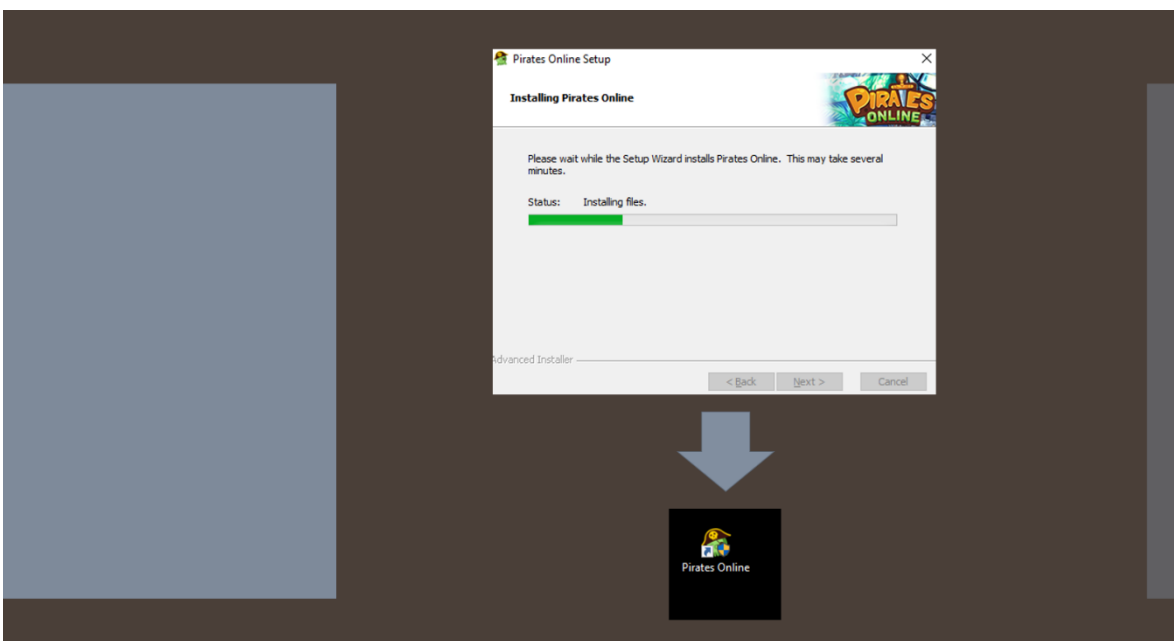 Pirates Online Setup
Installing Pirates Online
PIRATES
ONLINE
Please wait while the Setup Wizard installs Pirates Online. This may take several
minutes.
Status: Installing files.
Advanced Installer
< Back Next > Cancel
Pirates Online